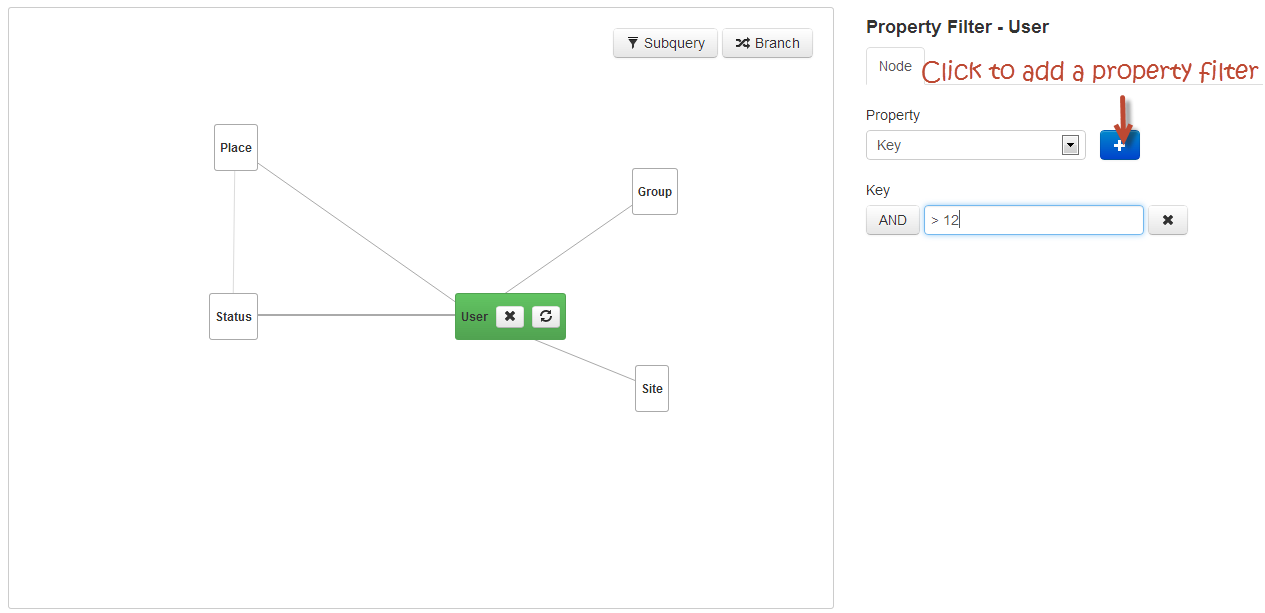 Subquery
Branch
Place
Group
Status
User
Site
Property Filter - User
Node
Click to add a property filter
Property
Key
Key
AND
> 12